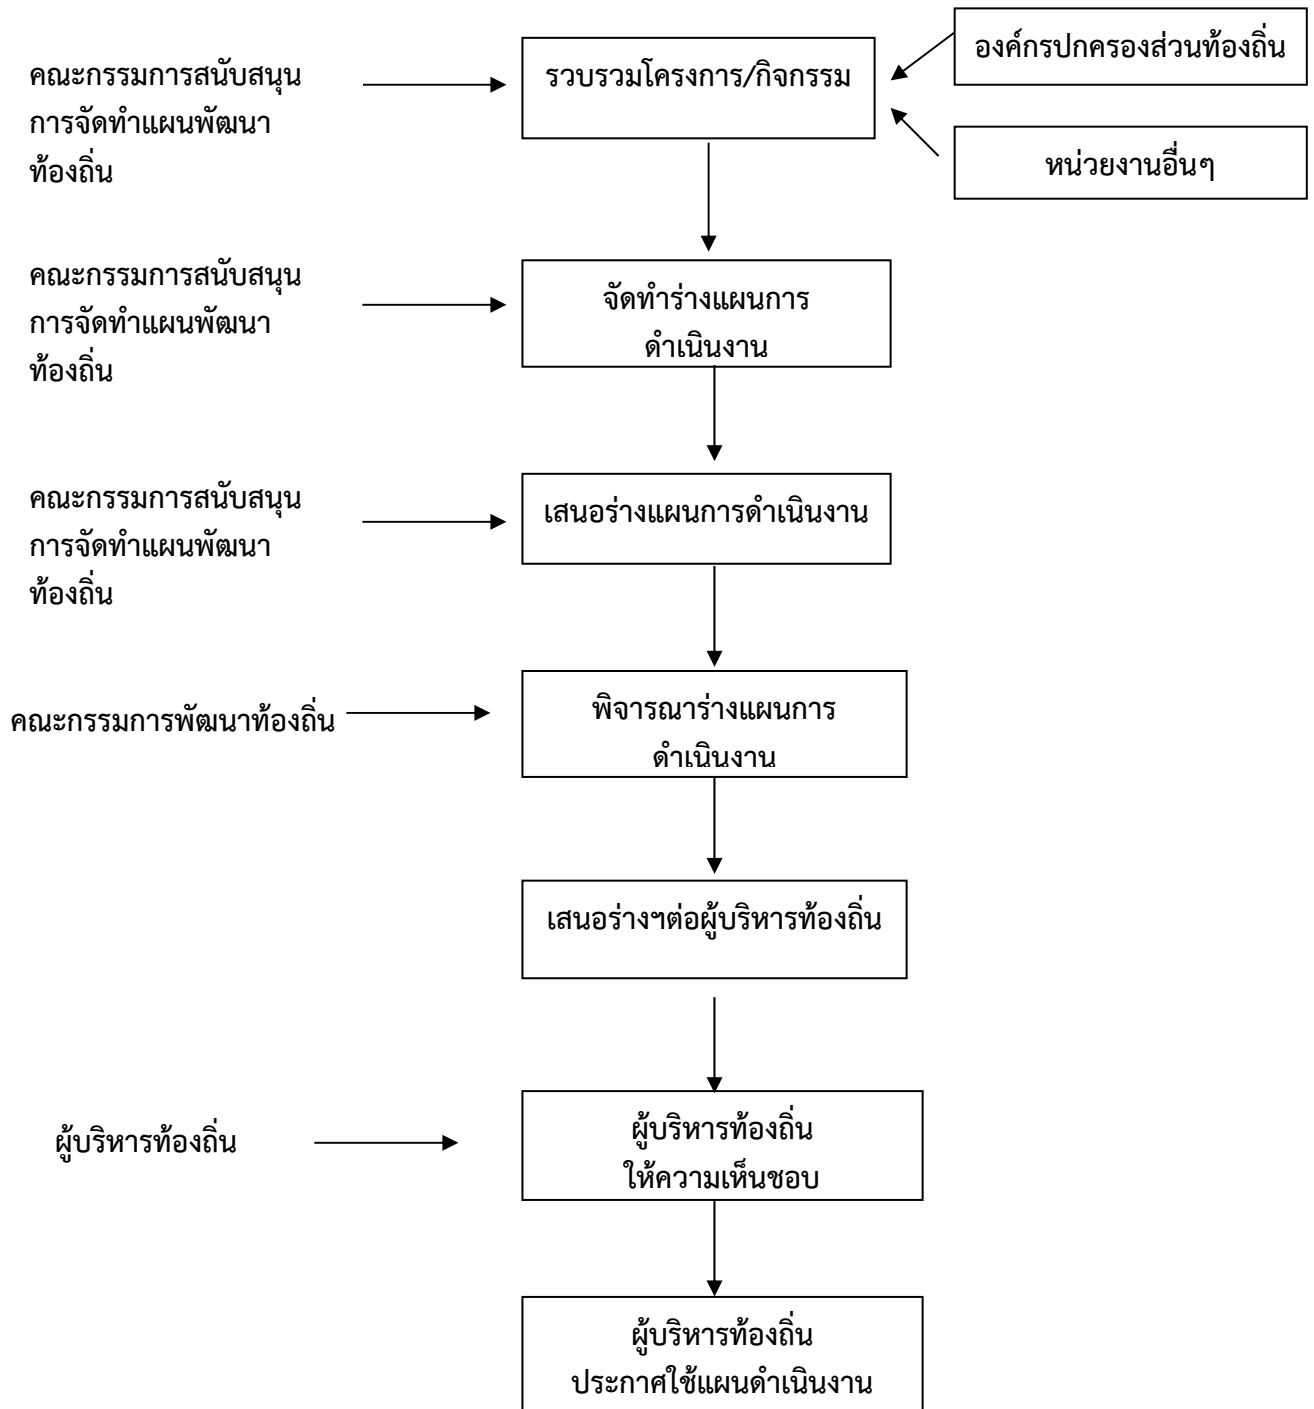 องค์กรปกครองส่วนท้องถิ่น
คณะกรรมการสนับสนุน
การจัดทำแผนพัฒนา
ท้องถิ่น
รวบรวมโครงการ/กิจกรรม
หน่วยงานอื่นๆ
คณะกรรมการสนับสนุน
การจัดทำแผนพัฒนา
ท้องถิ่น
จัดทำร่างแผนการ
ดำเนินงาน
คณะกรรมการสนับสนุน
การจัดทำแผนพัฒนา
ท้องถิ่น
เสนอร่างแผนการดำเนินงาน
คณะกรรมการพัฒนาท้องถิ่น
พิจารณาร่างแผนการ
ดำเนินงาน
เสนอร่างฯต่อผู้บริหารท้องถิ่น
ผู้บริหารท้องถิ่น
ผู้บริหารท้องถิ่น
ให้ความเห็นชอบ
ผู้บริหารท้องถิ่น
ประกาศใช้แผนดำเนินงาน